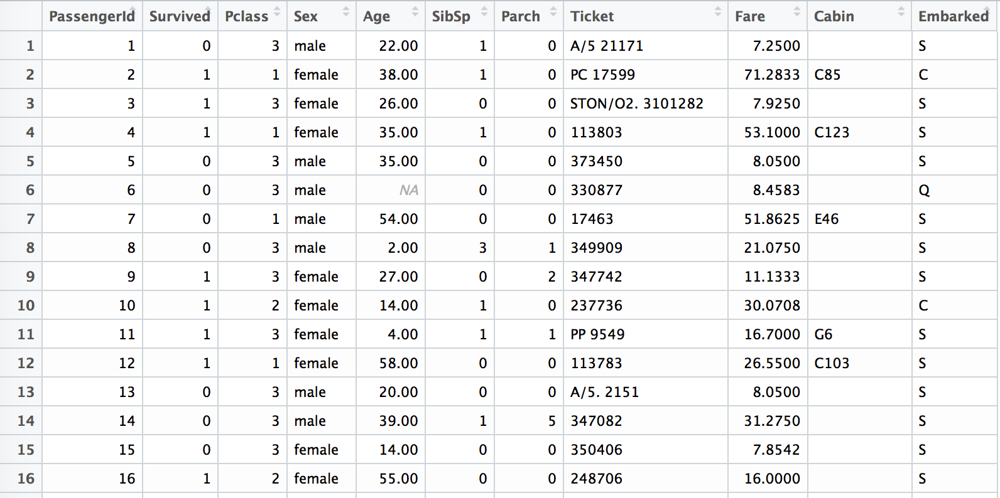 PassengerId Survived Pclass Sex Age SibSp Parch Ticket Fare Cabin Embarked
1 1 0 3 male 22.00 1 0 A/5 21171 7.2500 S
2 2 1 1 female 38.00 1 0 PC 17599 71.2833 C85 C
3 3 1 3 female 26.00 0 0 STON/O2. 3101282 7.9250 S
4 4 1 1 female 35.00 1 0 113803 53.1000 C123 S
5 5 0 3 male 35.00 0 0 373450 8.0500 S
6 6 0 3 male NA 0 0 330877 8.4583 Q
7 7 0 1 male 54.00 0 0 17463 51.8625 E46 S
8 8 0 3 male 2.00 3 1 349909 21.0750 S
9 9 1 3 female 27.00 0 2 347742 11.1333 S
10 10 1 2 female 14.00 1 0 237736 30.0708 C
11 11 1 3 female 4.00 1 1 PP 9549 16.7000 G6 S
12 12 1 1 female 58.00 0 0 113783 26.5500 C103 S
13 13 0 3 male 20.00 0 0 A/5. 2151 8.0500 S
14 14 0 3 male 39.00 1 5 347082 31.2750 S
15 15 0 3 female 14.00 0 0 350406 7.8542 S
16 16 1 2 female 55.00 0 0 248706 16.0000 S